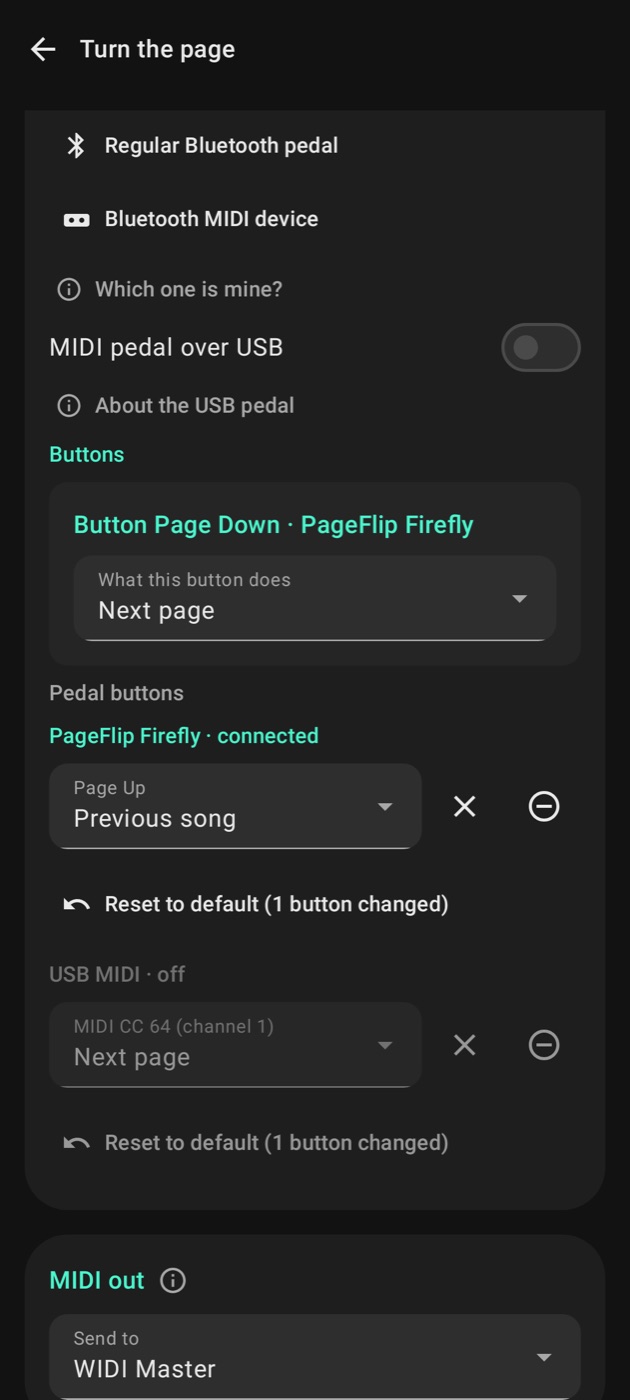 Turn the page
Regular Bluetooth pedal
Bluetooth MIDI device
Which one is mine?
MIDI pedal over USB
About the USB pedal
Buttons
Button Page Down · PageFlip Firefly
What this button does
Next page
Pedal buttons
PageFlip Firefly · connected
Page Up
Previous song
Reset to default (1 button changed)
USB MIDI · off
MIDI CC 64 (channel 1)
Next page
Reset to default (1 button changed)
MIDI out
Send to
WIDI Master